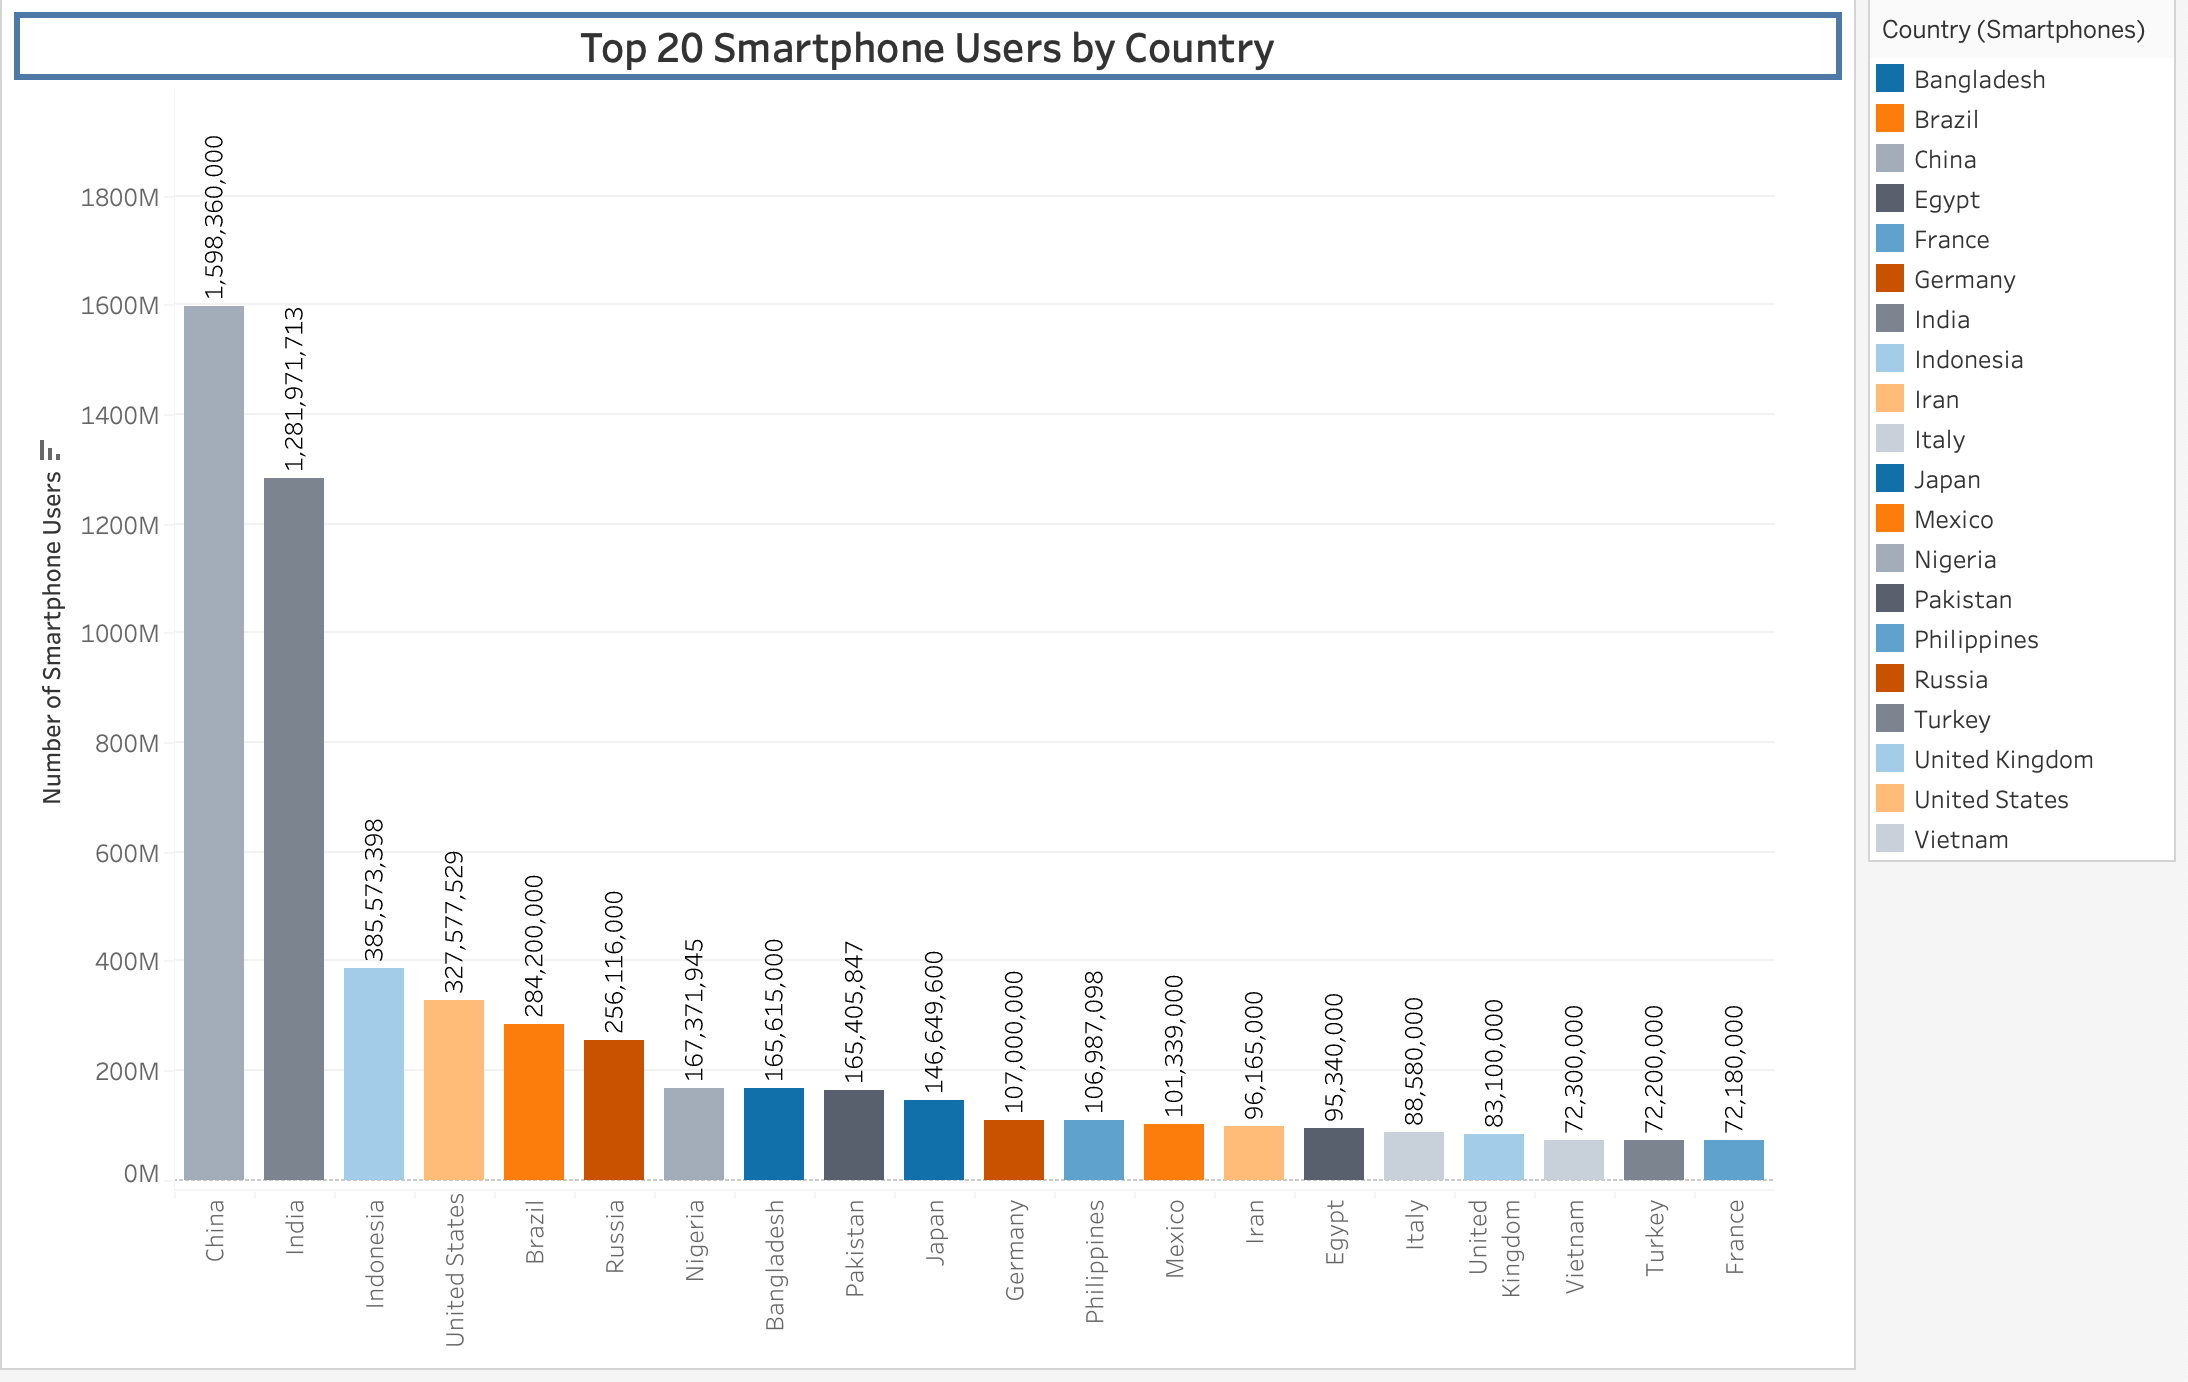 Top 20 Smartphone Users by Country
Number of Smartphone Users
1800M
1600M
1400M
1200M
1000M
800M
600M
400M
200M
0M
1,598,360,000
1,281,971,713
385,573,398
327,577,529
284,200,000
256,116,000
167,371,945
165,615,000
165,405,847
146,649,600
107,000,000
106,987,098
101,339,000
96,165,000
95,340,000
88,580,000
83,100,000
72,300,000
72,200,000
72,180,000
China
India
Indonesia
United States
Brazil
Russia
Nigeria
Bangladesh
Pakistan
Japan
Germany
Philippines
Mexico
Iran
Egypt
Italy
United
Kingdom
Vietnam
Turkey
France
Country (Smartphones)
Bangladesh
Brazil
China
Egypt
France
Germany
India
Indonesia
Iran
Italy
Japan
Mexico
Nigeria
Pakistan
Philippines
Russia
Turkey
United Kingdom
United States
Vietnam